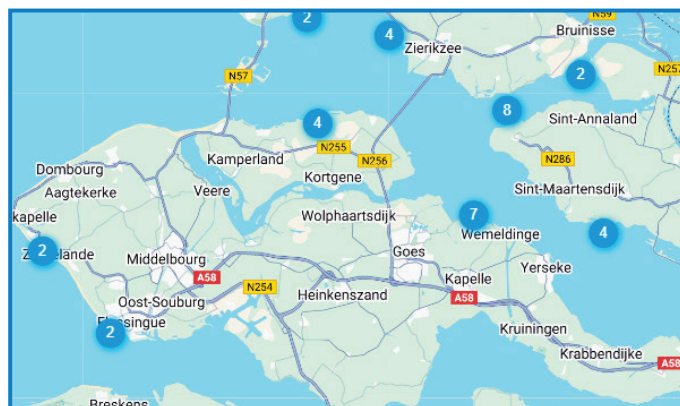 2
N59
4
Bruinisse
Zierikzee
N257
N57
2
8
4
Sint-Annaland
N255
N286
Kamperland
N256
Dombourg
Kortgene
Aagtekerke
Veere
Sint-Maartensdijk
kapelle
Wolphaartsdijk
7
Wemeldinge
4
2
Middelbourg
Goes
Yerseke
A58
Kapelle
N254
Heinkenszand
A58
Oost-Souburg
2
Kruiningen
Krabbendijke
A58
Breskens